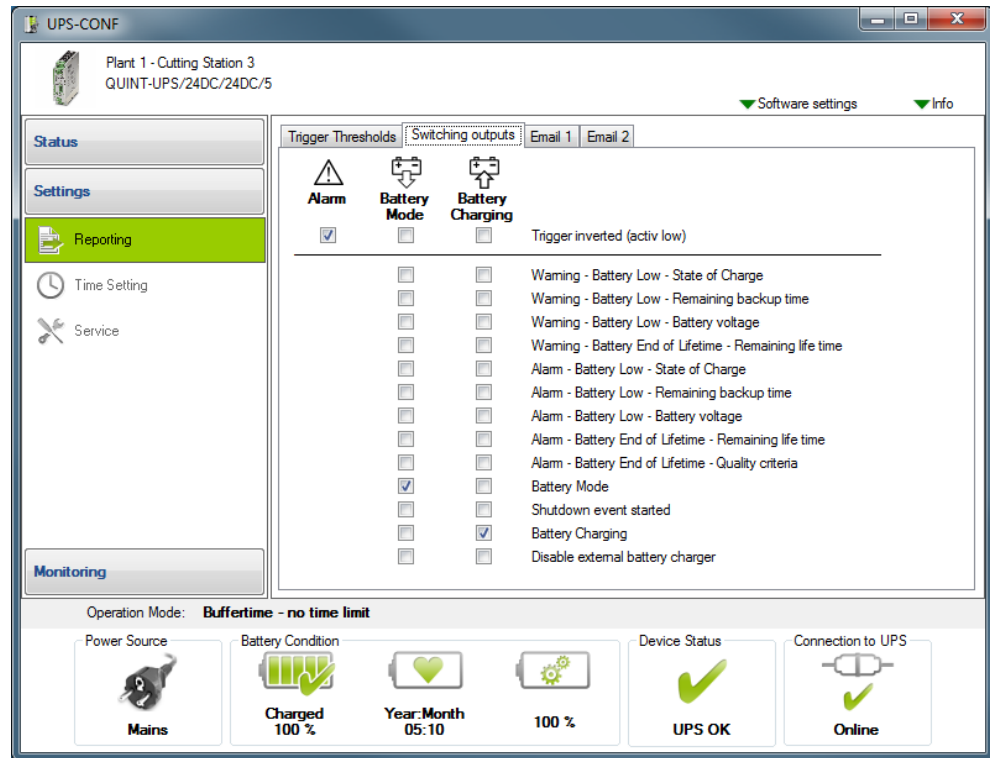 UPS-CONF
Plant 1 - Cutting Station 3
QUINT-UPS/24DC/24DC/5
Software settings
Info
Status
Settings
Reporting
Time Setting
Service
Monitoring
Trigger Thresholds
Switching outputs
Email 1
Email 2
Alarm
Battery Mode
Battery Charging
Trigger inverted (activ low)
Warning - Battery Low - State of Charge
Warning - Battery Low - Remaining backup time
Warning - Battery Low - Battery voltage
Warning - Battery End of Lifetime - Remaining life time
Alarm - Battery Low - State of Charge
Alarm - Battery Low - Remaining backup time
Alarm - Battery Low - Battery voltage
Alarm - Battery End of Lifetime - Remaining life time
Alarm - Battery End of Lifetime - Quality criteria
Battery Mode
Shutdown event started
Battery Charging
Disable external battery charger
Operation Mode: Buffertime - no time limit
Power Source
Mains
Battery Condition
Charged
100 %
Year:Month
05:10
100 %
Device Status
UPS OK
Connection to UPS
Online